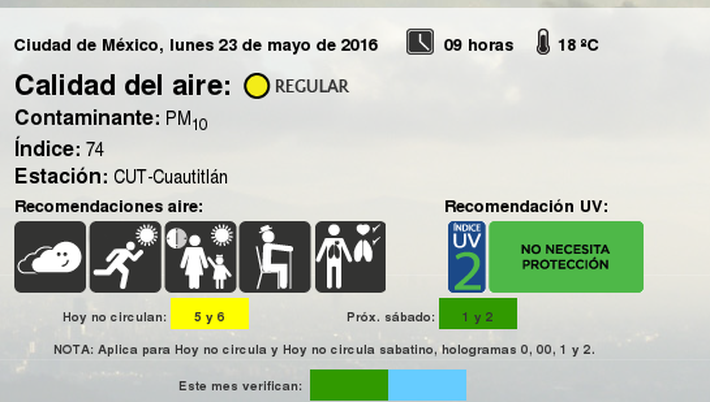 Ciudad de México, lunes 23 de mayo de 2016 09 horas 18 ºC
Calidad del aire: REGULAR
Contaminante: PM10
Índice: 74
Estación: CUT-Cuautitlán
Recomendaciones aire: Recomendación UV:
ÍNDICE
UV
2
NO NECESITA
PROTECCIÓN
Hoy no circulan: 5 y 6 Próx. sábado: 1 y 2
NOTA: Aplica para Hoy no circula y Hoy no circula sabatino, hologramas 0, 00, 1 y 2.
Este mes verifican: